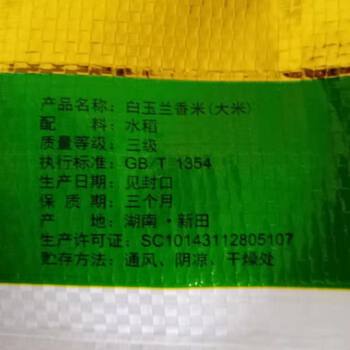 产品名称：白玉兰香米(大米)
配 料：水稻
质量等级：三级
执行标准：GB/T 1354
生产日期：见封口
保 质 期：三个月
产 地：湖南·新田
生产许可证：SC10143112805107
贮存方法：通风、阴凉、干燥处